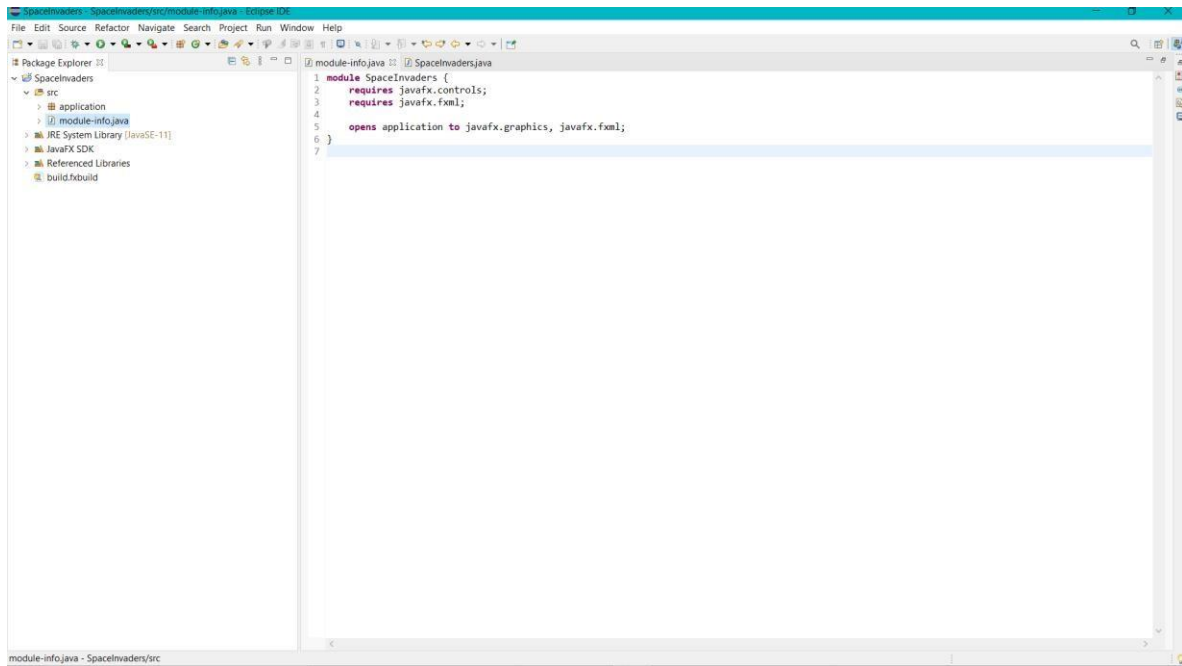 SpaceInvaders - SpaceInvaders/src/module-info.java - Eclipse IDE
File Edit Source Refactor Navigate Search Project Run Window Help
Package Explorer
module-info.java SpaceInvaders.java
SpaceInvaders
src
application
module-info.java
JRE System Library [JavaSE-11]
JavaFX SDK
Referenced Libraries
build.fxbuild
1 module SpaceInvaders {
2 requires javafx.controls;
3 requires javafx.fxml;
4
5 opens application to javafx.graphics, javafx.fxml;
6 }
7
module-info.java - SpaceInvaders/src